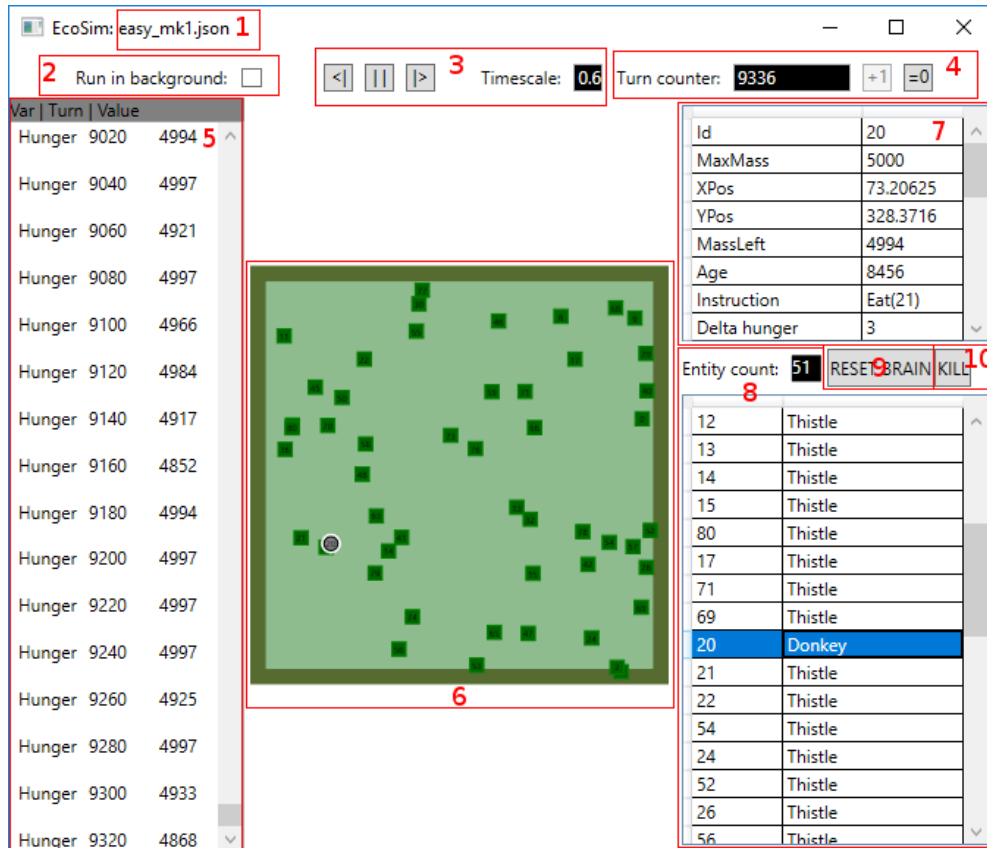 EcoSim: easy_mk1.json 1
2 Run in background:
<| || |> 3 Timescale: 0.6
Turn counter: 9336 +1 =0 4
Var | Turn | Value
5
Hunger 9020 4994
Hunger 9040 4997
Hunger 9060 4921
Hunger 9080 4997
Hunger 9100 4966
Hunger 9120 4984
Hunger 9140 4917
Hunger 9160 4852
Hunger 9180 4994
Hunger 9200 4997
Hunger 9220 4997
Hunger 9240 4997
Hunger 9260 4925
Hunger 9280 4997
Hunger 9300 4933
Hunger 9320 4868
6
7
Id 20
MaxMass 5000
XPos 73.20625
YPos 328.3716
MassLeft 4994
Age 8456
Instruction Eat(21)
Delta hunger 3
Entity count: 51 RESET BRAIN KILL
8 9 10
12 Thistle
13 Thistle
14 Thistle
15 Thistle
80 Thistle
17 Thistle
71 Thistle
69 Thistle
20 Donkey
21 Thistle
22 Thistle
54 Thistle
24 Thistle
52 Thistle
26 Thistle
56 Thistle